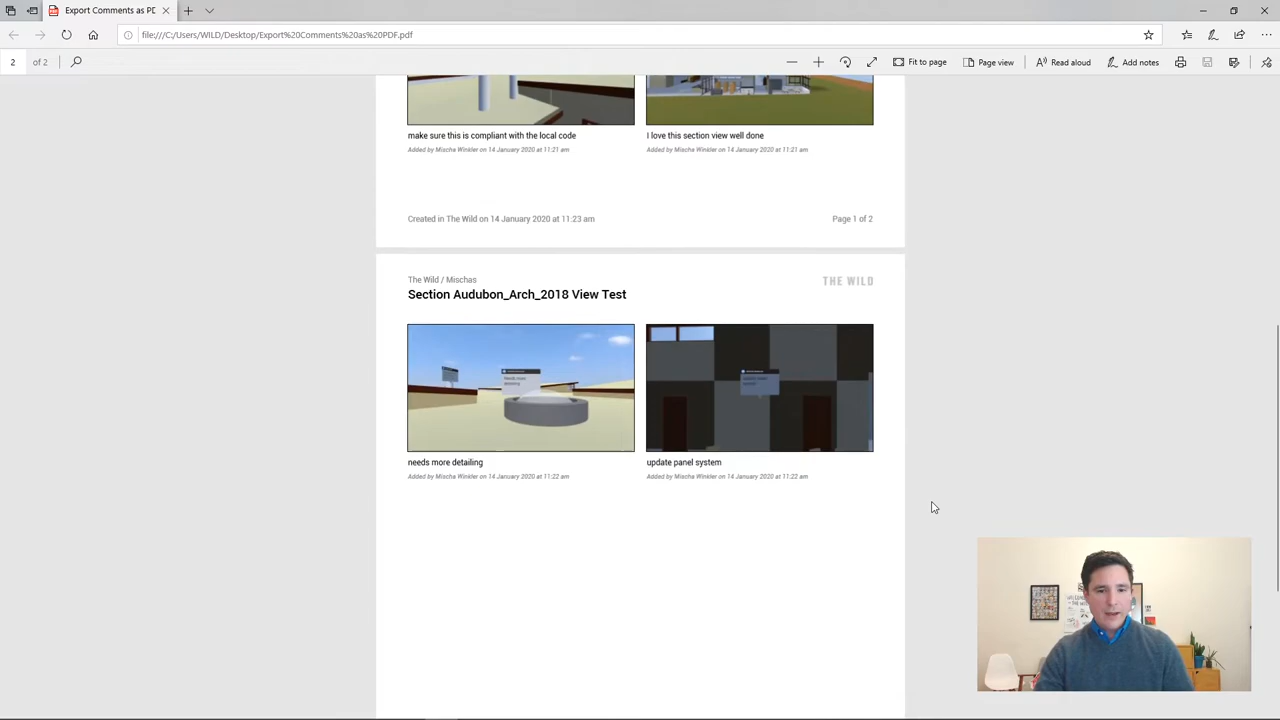 Export Comments as PE
file:///C:/Users/WILD/Desktop/Export%20Comments%20as%20PDF.pdf
2 of 2
Fit to page
Page view
Read aloud
Add notes
make sure this is compliant with the local code
I love this section view well done
Added by Mischa Winkler on 14 January 2020 at 11:21 am
Added by Mischa Winkler on 14 January 2020 at 11:21 am
Created in The Wild on 14 January 2020 at 11:23 am
Page 1 of 2
The Wild / Mischas
THE WILD
Section Audubon_Arch_2018 View Test
needs more detailing
update panel system
Added by Mischa Winkler on 14 January 2020 at 11:22 am
Added by Mischa Winkler on 14 January 2020 at 11:22 am